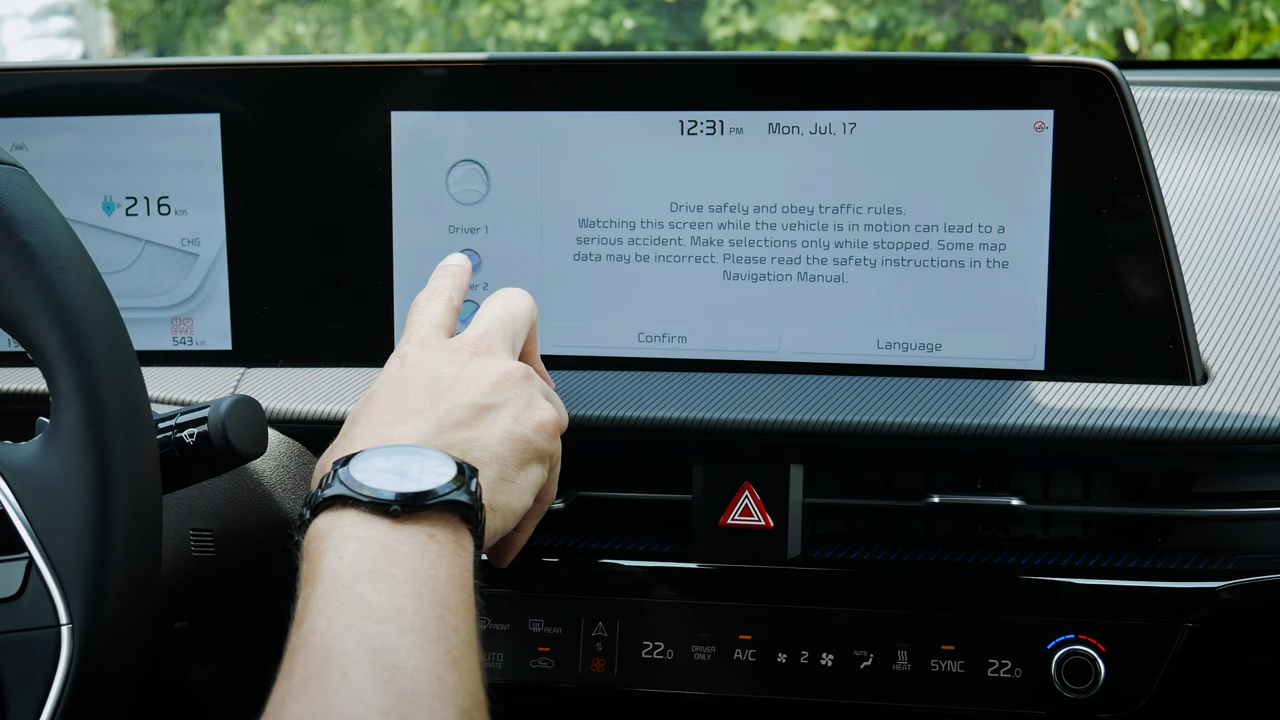 12:31 PM Mon, Jul, 17
216 km
CHG
BRAKE
543 km
Driver 1
Drive safely and obey traffic rules.
Watching this screen while the vehicle is in motion can lead to a
serious accident. Make selections only while stopped. Some map
data may be incorrect. Please read the safety instructions in the
Navigation Manual.
er 2
Confirm
Language
FRONT
REAR
22.0
DRIVER
ONLY
A/C
2
AUTO
HEAT
SYNC
22.0